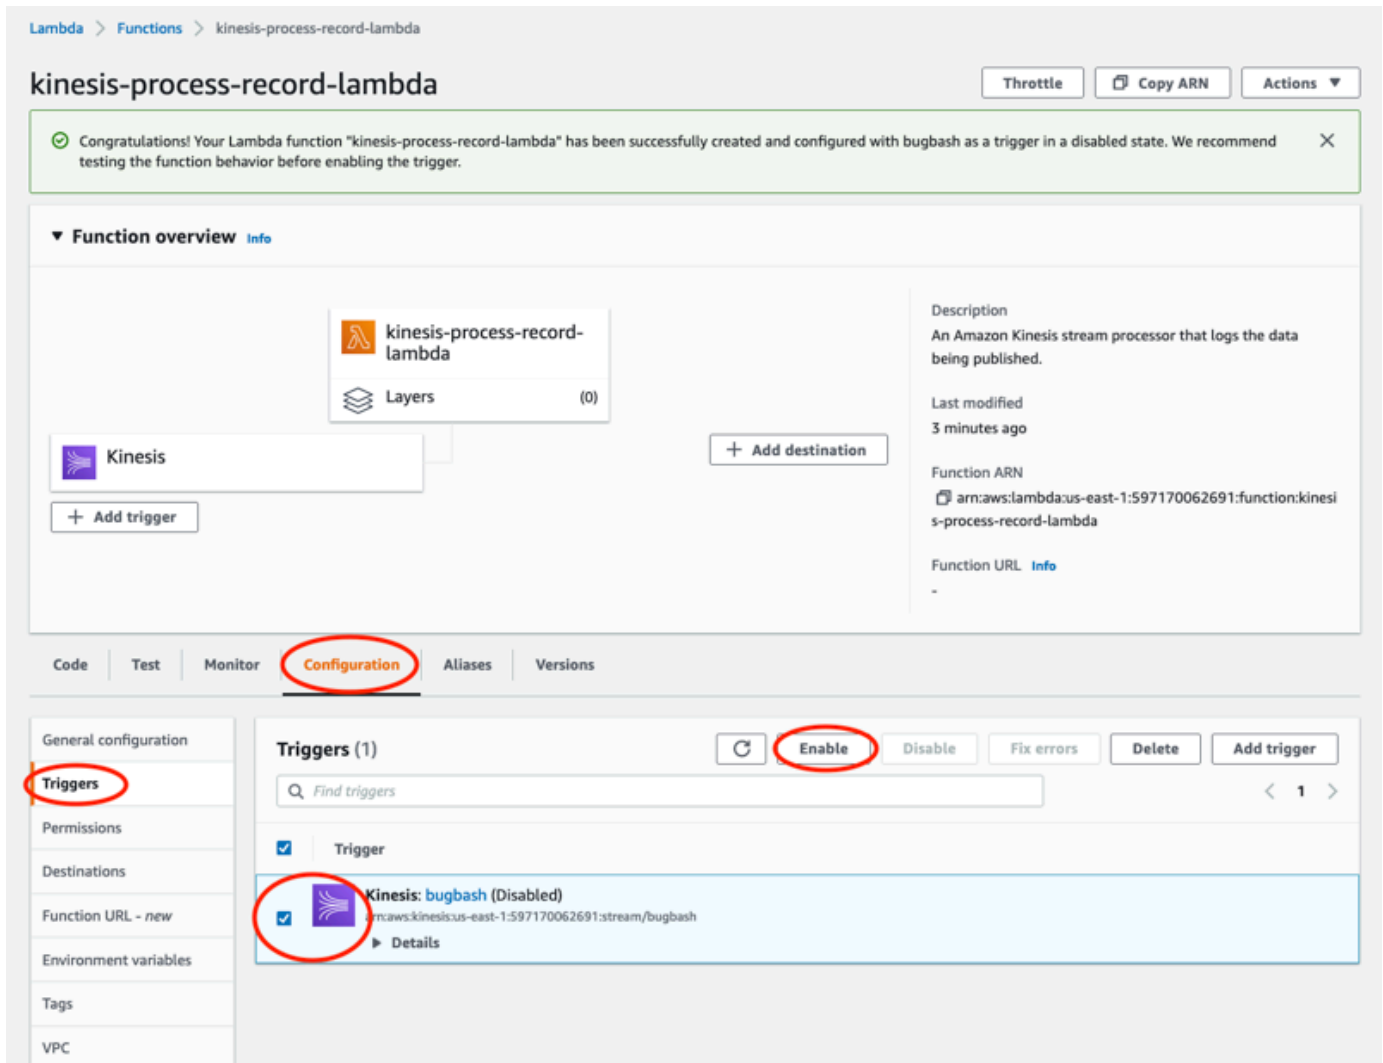 Lambda > Functions > kinesis-process-record-lambda
kinesis-process-record-lambda
Throttle
Copy ARN
Actions
Congratulations! Your Lambda function "kinesis-process-record-lambda" has been successfully created and configured with bugbash as a trigger in a disabled state. We recommend
testing the function behavior before enabling the trigger.
Function overview Info
kinesis-process-record-
lambda
Layers (0)
Kinesis
+ Add trigger
+ Add destination
Description
An Amazon Kinesis stream processor that logs the data
being published.
Last modified
3 minutes ago
Function ARN
arn:aws:lambda:us-east-1:597170062691:function:kinesi
s-process-record-lambda
Function URL Info
-
Code
Test
Monitor
Configuration
Aliases
Versions
General configuration
Triggers
Permissions
Destinations
Function URL - new
Environment variables
Tags
VPC
Triggers (1)
Enable
Disable
Fix errors
Delete
Add trigger
Find triggers
< 1 >
Trigger
Kinesis: bugbash (Disabled)
arn:aws:kinesis:us-east-1:597170062691:stream/bugbash
Details